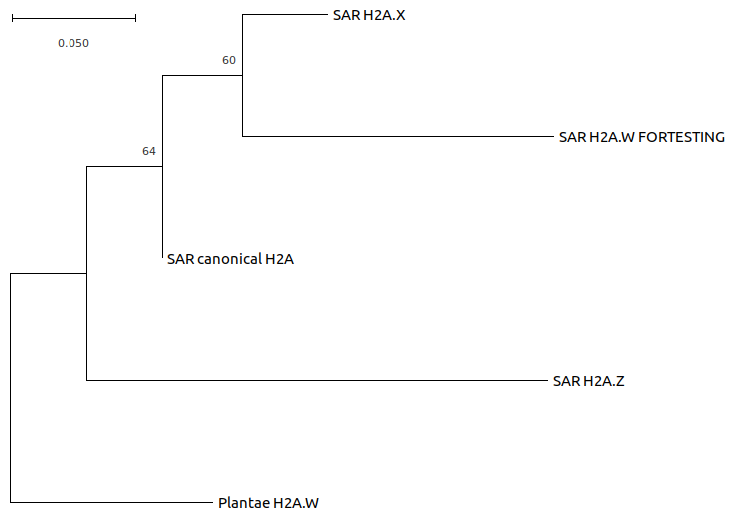 SAR H2A.X
0.050
60
SAR H2A.W FORTESTING
64
SAR canonical H2A
SAR H2A.Z
Plantae H2A.W